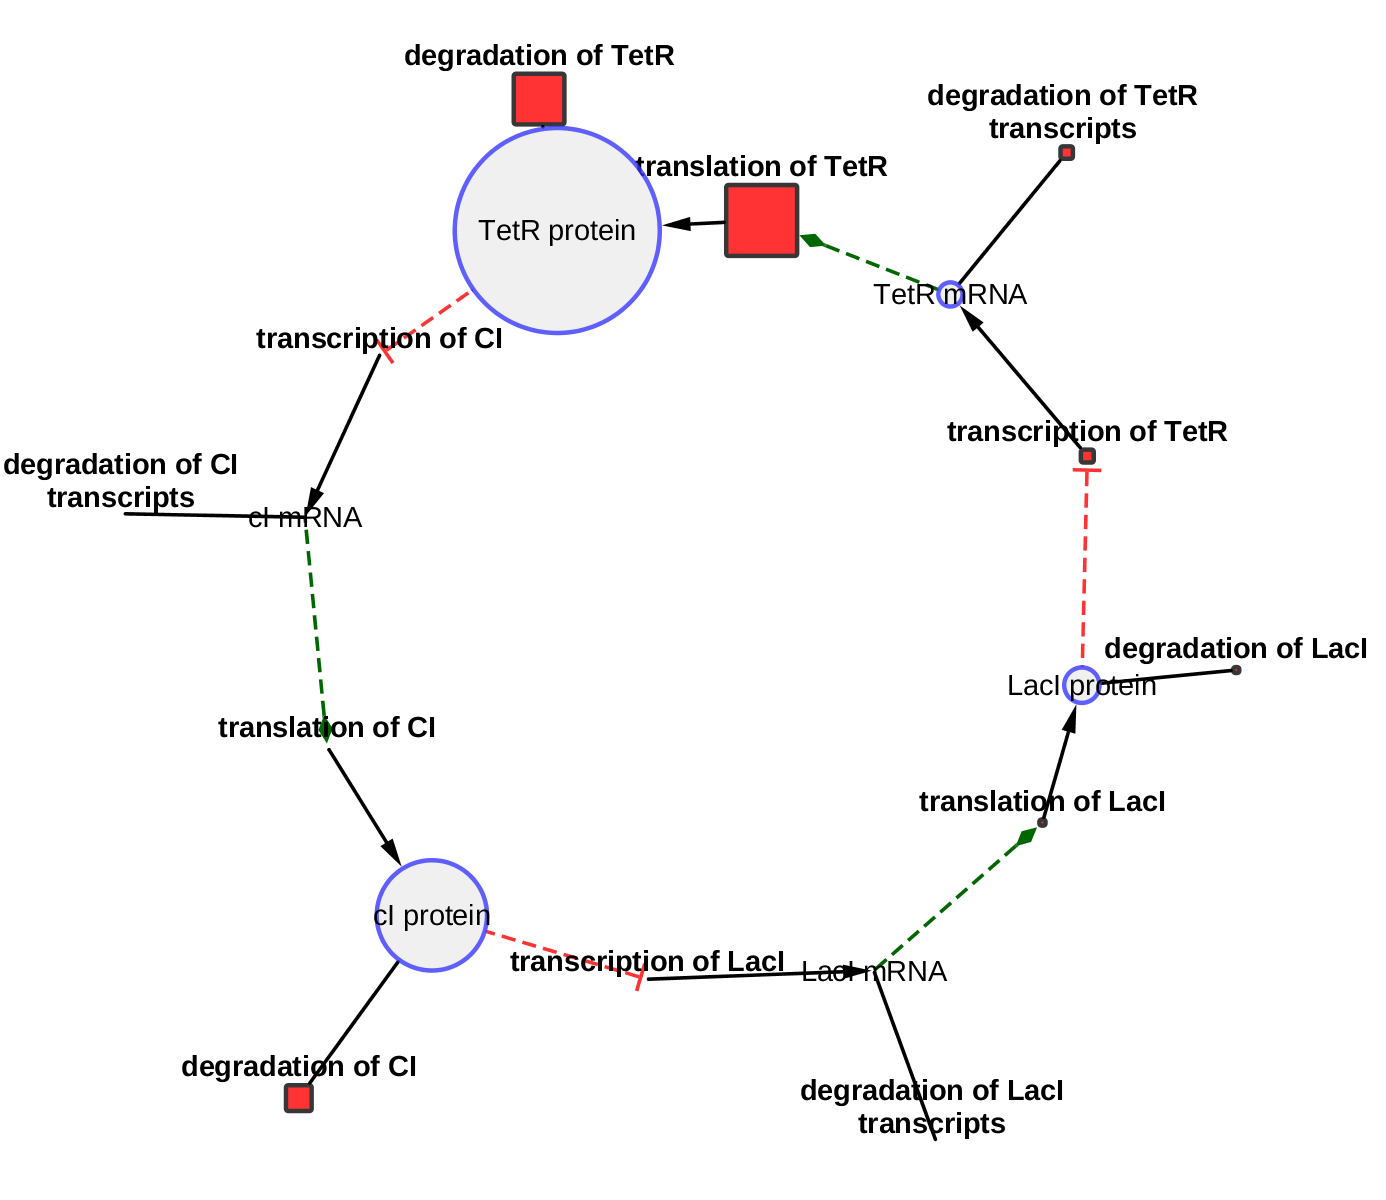 degradation of TetR
degradation of TetR
transcripts
translation of TetR
TetR protein
TetR mRNA
transcription of CI
transcription of TetR
degradation of CI
transcripts
cI mRNA
degradation of LacI
LacI protein
translation of CI
translation of LacI
cI protein
transcription of LacI
LacI mRNA
degradation of CI
degradation of LacI
transcripts